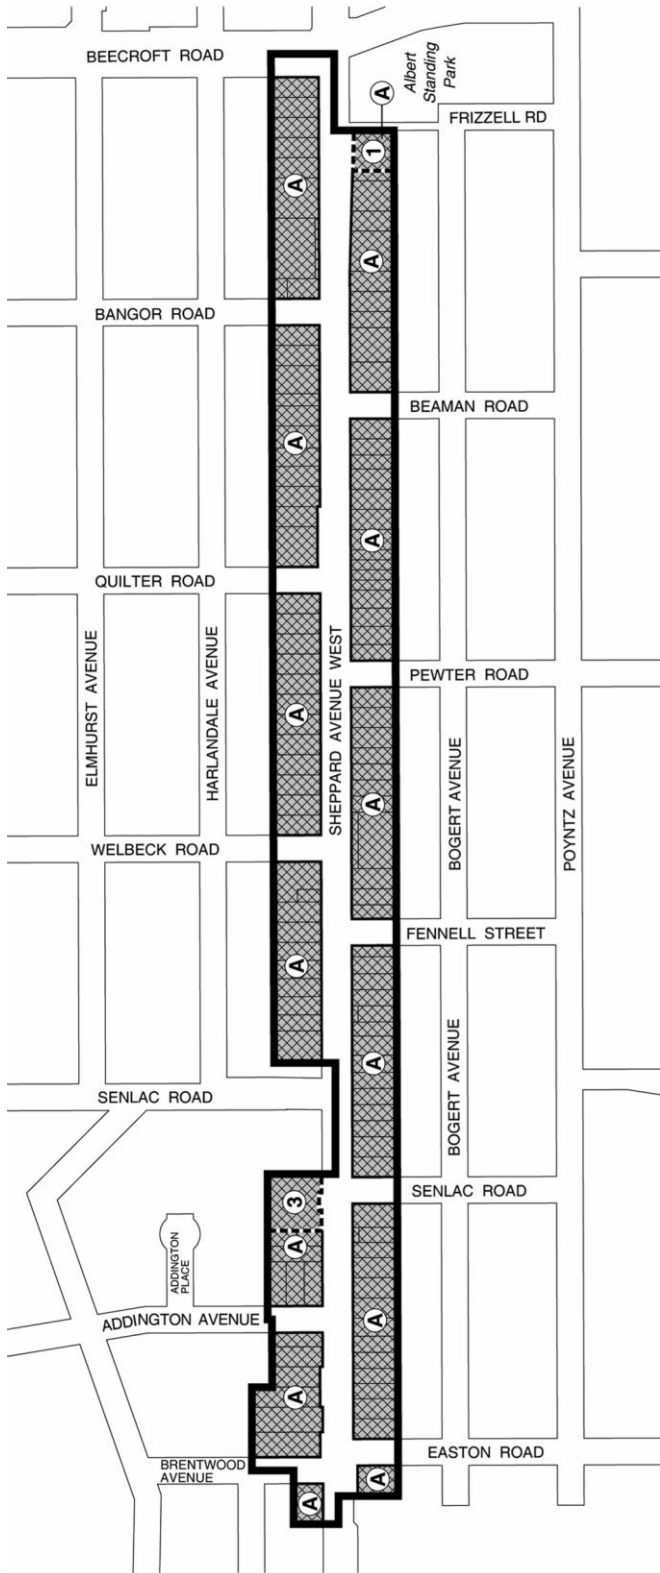 BEECROFT ROAD
A
Albert
Standing
Park
FRIZZELL RD
1
A
A
BANGOR ROAD
BEAMAN ROAD
A
A
QUILTER ROAD
ELMHURST AVENUE
HARLANDALE AVENUE
SHEPPARD AVENUE WEST
PEWTER ROAD
A
A
BOGERT AVENUE
POYNTZ AVENUE
WELBECK ROAD
FENNELL STREET
A
A
BOGERT AVENUE
SENLAC ROAD
SENLAC ROAD
3
A
ADDINGTON
PLACE
ADDINGTON AVENUE
A
A
EASTON ROAD
BRENTWOOD
AVENUE
A
A